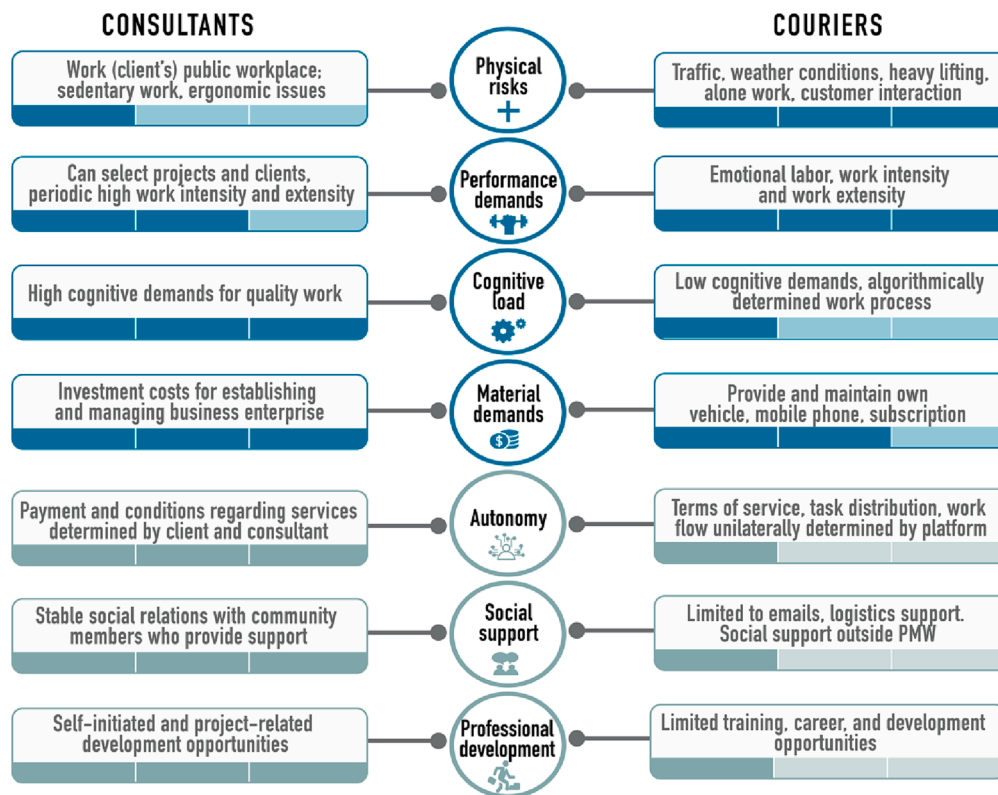 CONSULTANTS
COURIERS
Work (client's) public workplace;
sedentary work, ergonomic issues
Physical
risks
Traffic, weather conditions, heavy lifting,
alone work, customer interaction
Can select projects and clients,
periodic high work intensity and extensity
Performance
demands
Emotional labor, work intensity
and work extensity
High cognitive demands for quality work
Cognitive
load
Low cognitive demands, algorithmically
determined work process
Investment costs for establishing
and managing business enterprise
Material
demands
$
Provide and maintain own
vehicle, mobile phone, subscription
Payment and conditions regarding services
determined by client and consultant
Autonomy
Terms of service, task distribution, work
flow unilaterally determined by platform
Stable social relations with community
members who provide support
Social
support
Limited to emails, logistics support.
Social support outside PMW
Self-initiated and project-related
development opportunities
Professional
development
Limited training, career, and development
opportunities